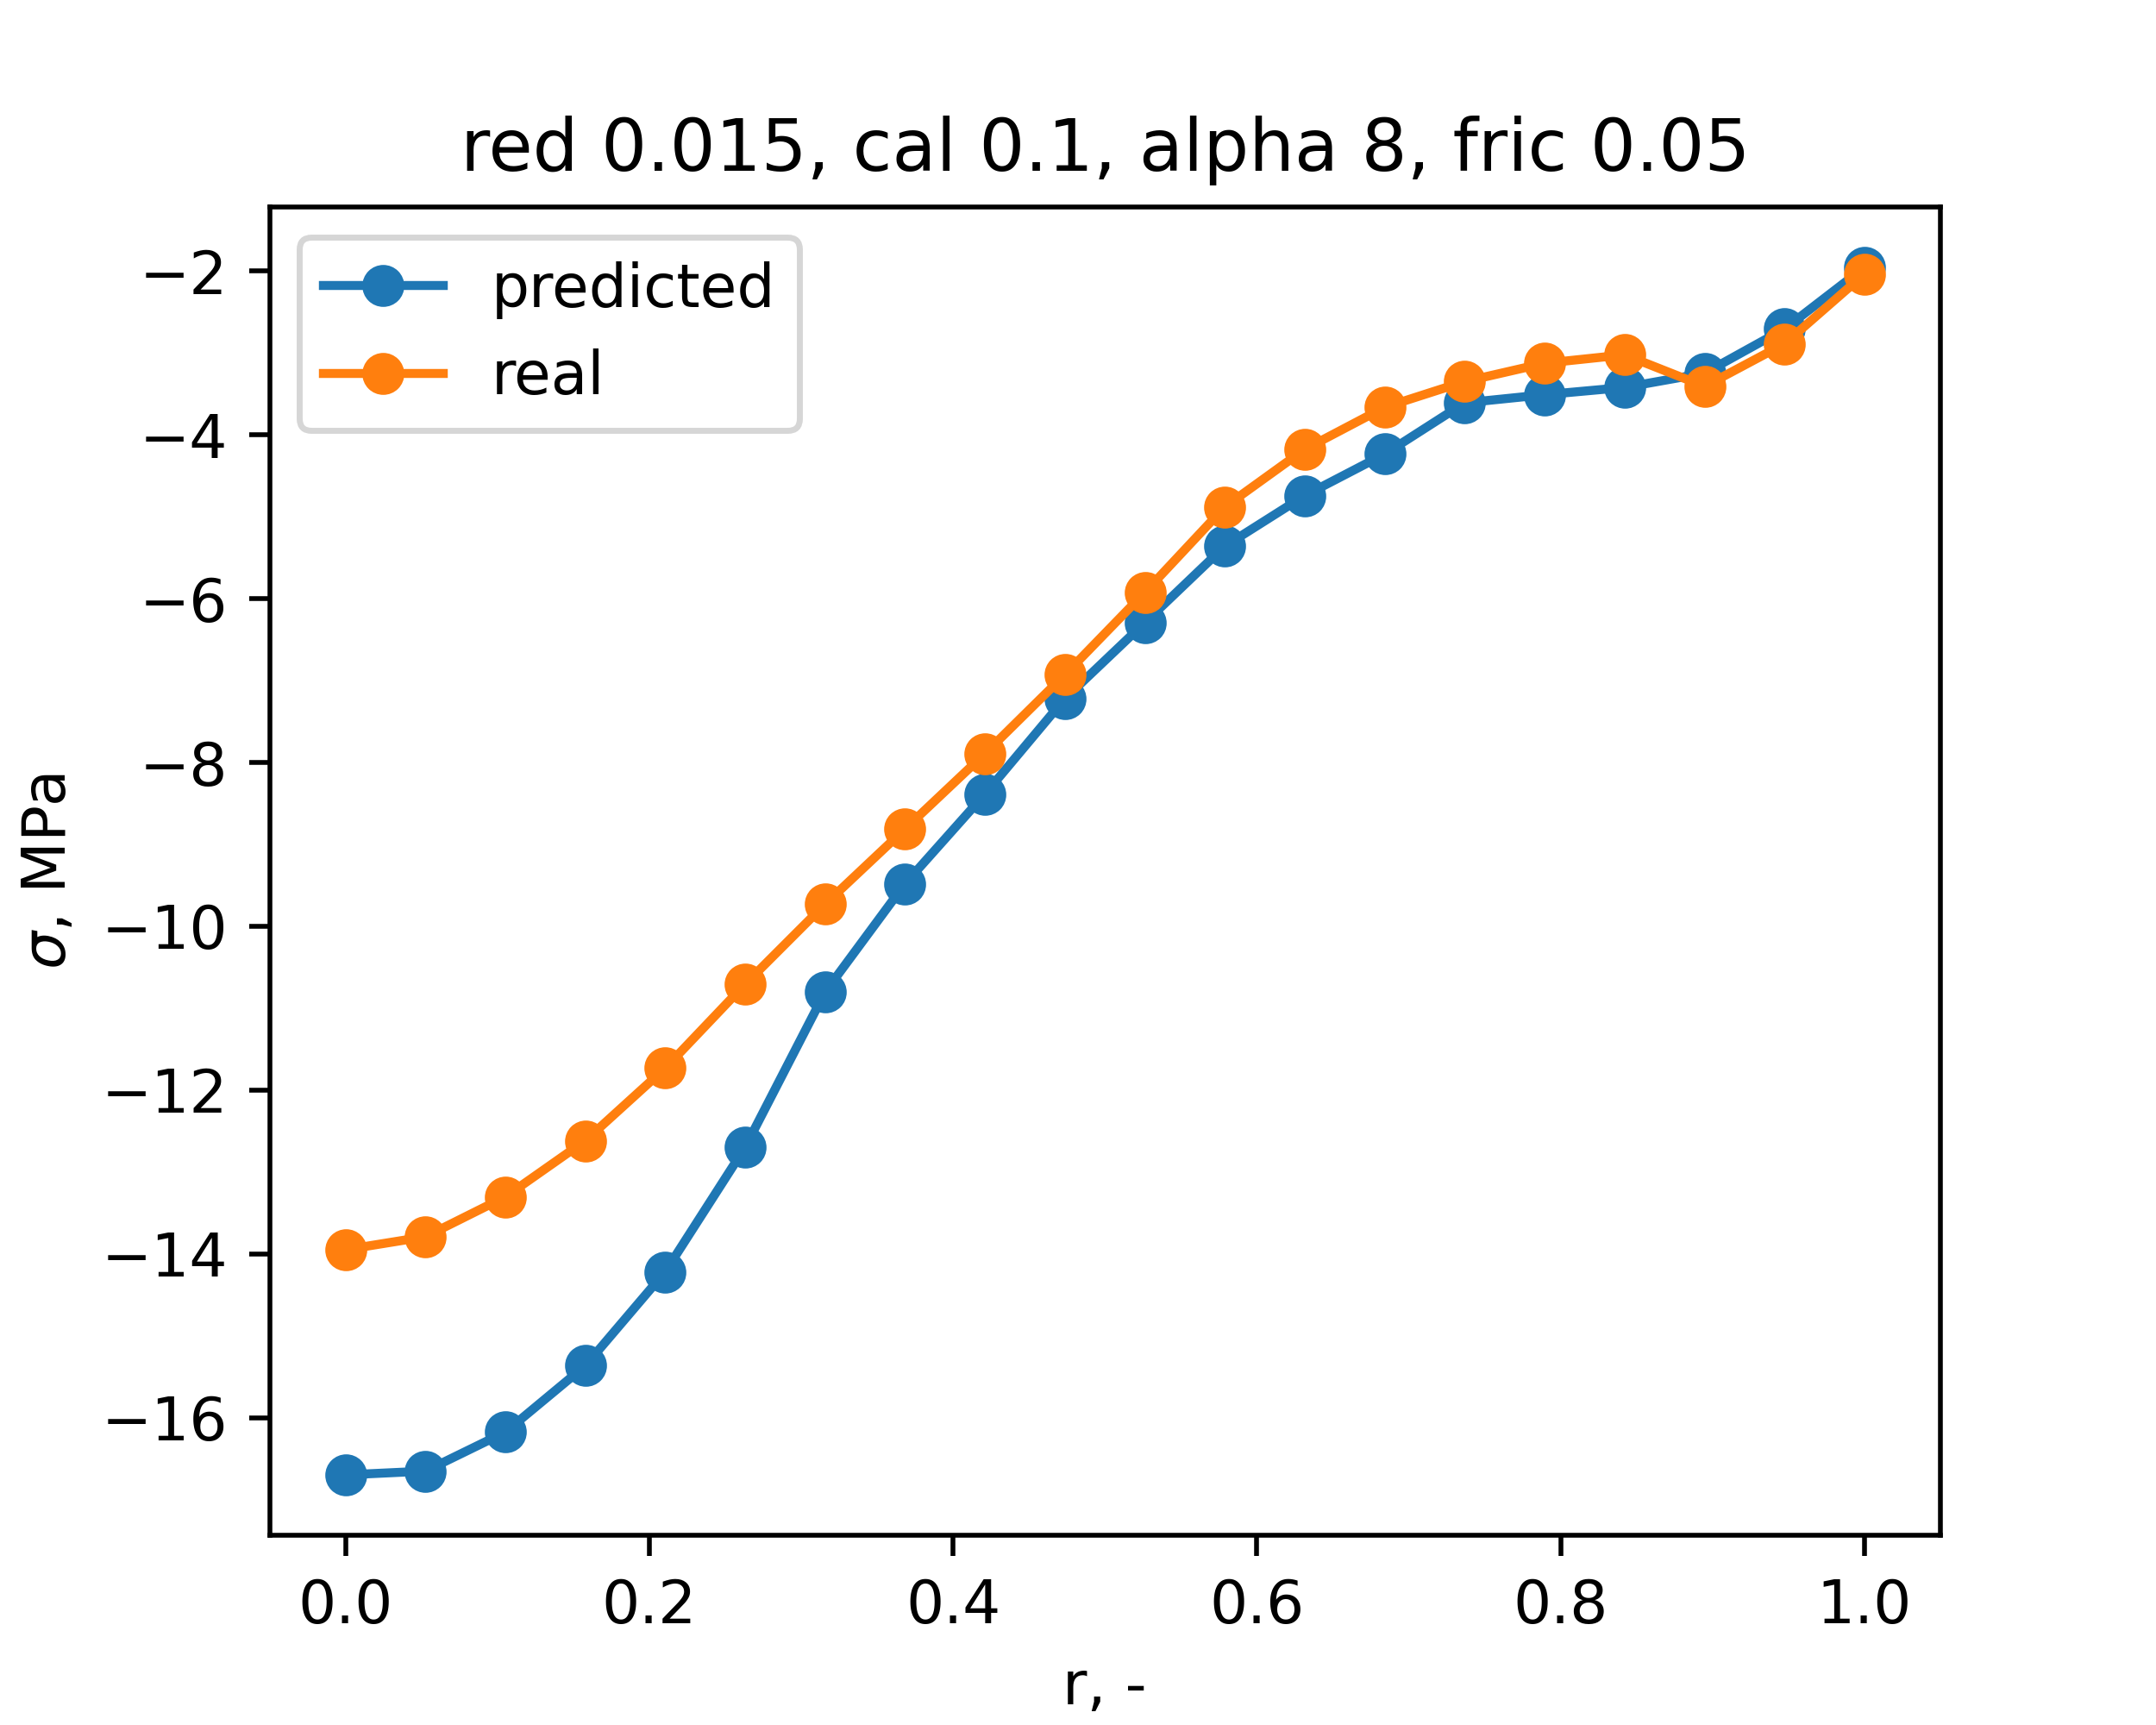 red 0.015, cal 0.1, alpha 8, fric 0.05
predicted
real
−2
−4
−6
−8
−10
−12
−14
−16
σ, MPa
0.0 0.2 0.4 0.6 0.8 1.0
r, -